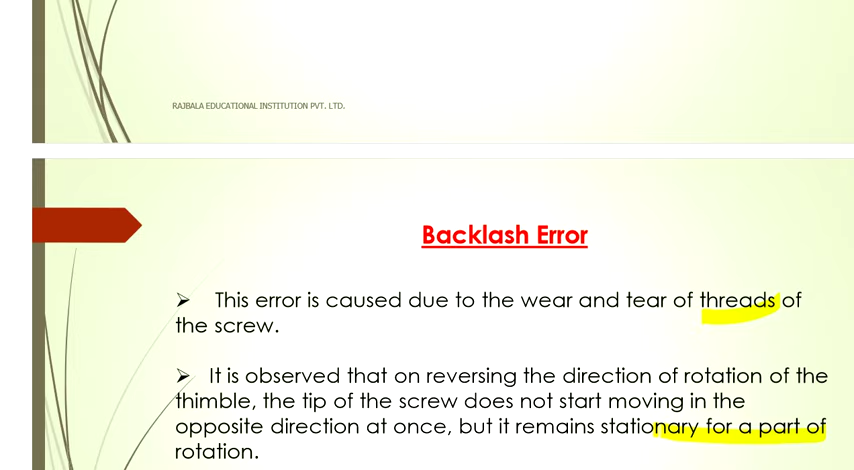 RAJBALA EDUCATIONAL INSTITUTION PVT. LTD.
Backlash Error
➢ This error is caused due to the wear and tear of threads of
the screw.
➢ It is observed that on reversing the direction of rotation of the
thimble, the tip of the screw does not start moving in the
opposite direction at once, but it remains stationary for a part of
rotation.